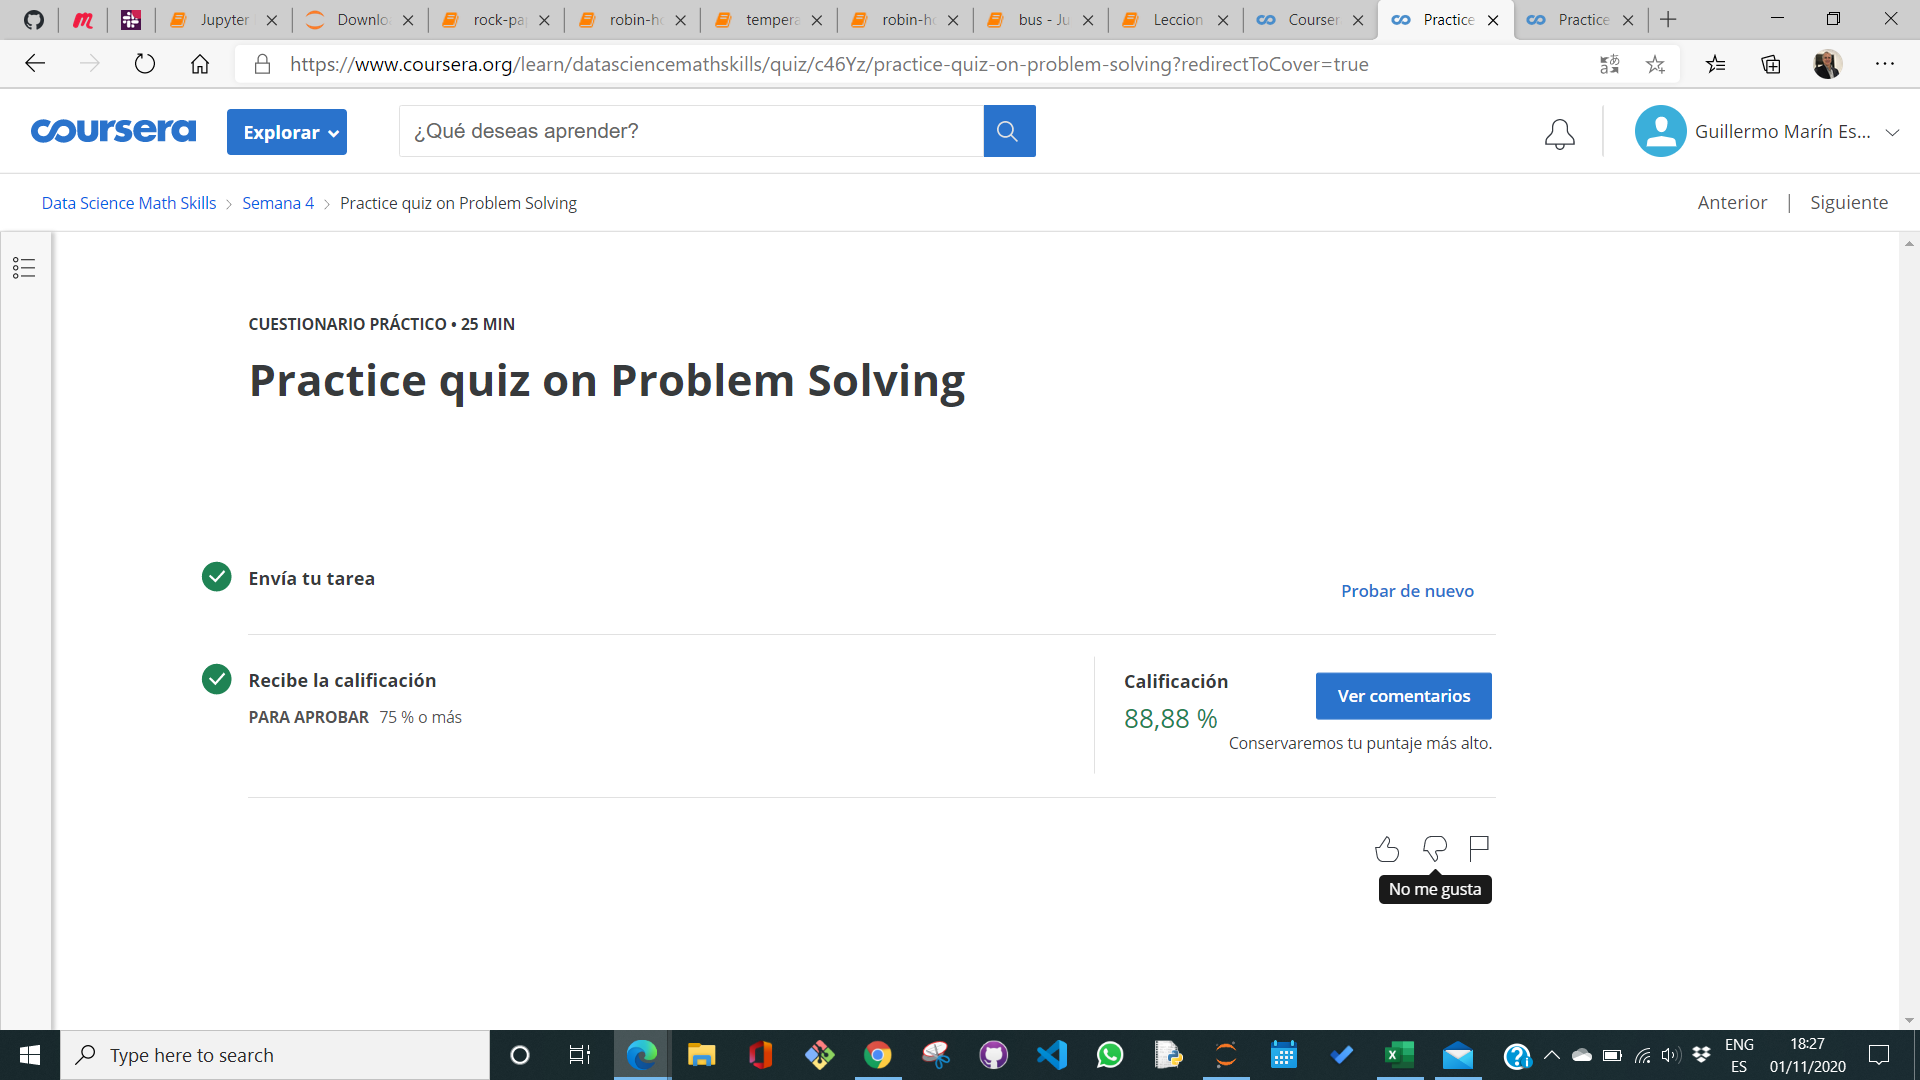 Jupyter
Downlo
rock-pa
robin-h
tempera
robin-h
bus - Ju
Leccion
Courser
Practice
Practice
https://www.coursera.org/learn/datasciencemathskills/quiz/c46Yz/practice-quiz-on-problem-solving?redirectToCover=true
coursera
Explorar
¿Qué deseas aprender?
Guillermo Marín Es...
Data Science Math Skills
Semana 4
Practice quiz on Problem Solving
Anterior | Siguiente
CUESTIONARIO PRÁCTICO • 25 MIN
Practice quiz on Problem Solving
Envía tu tarea
Probar de nuevo
Recibe la calificación
PARA APROBAR 75 % o más
Calificación
88,88 %
Ver comentarios
Conservaremos tu puntaje más alto.
No me gusta
Type here to search
ENG
ES
18:27
01/11/2020